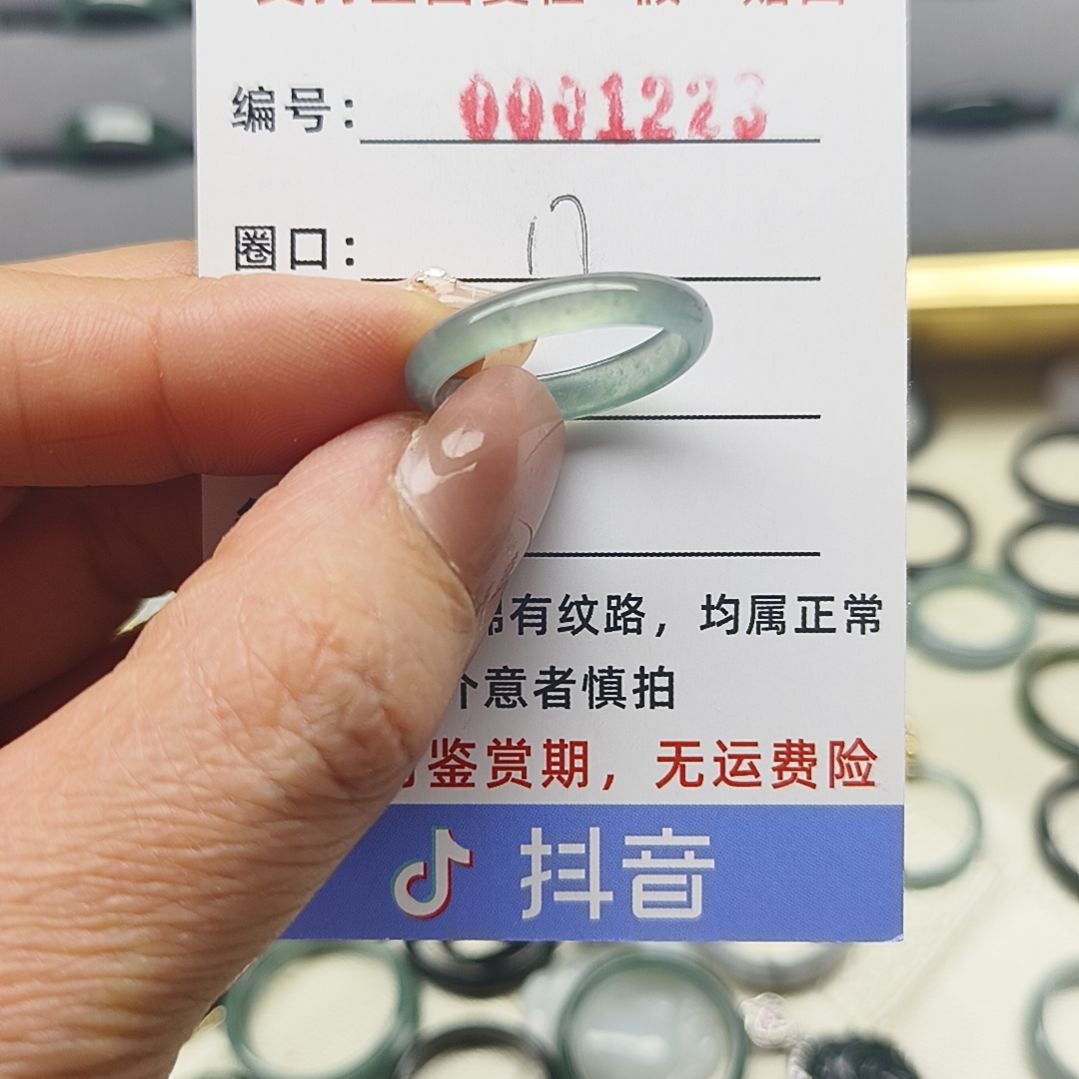 编号： 0001223
圈口： 17
有纹路，均属正常
介意者慎拍
鉴赏期，无运费险
抖音